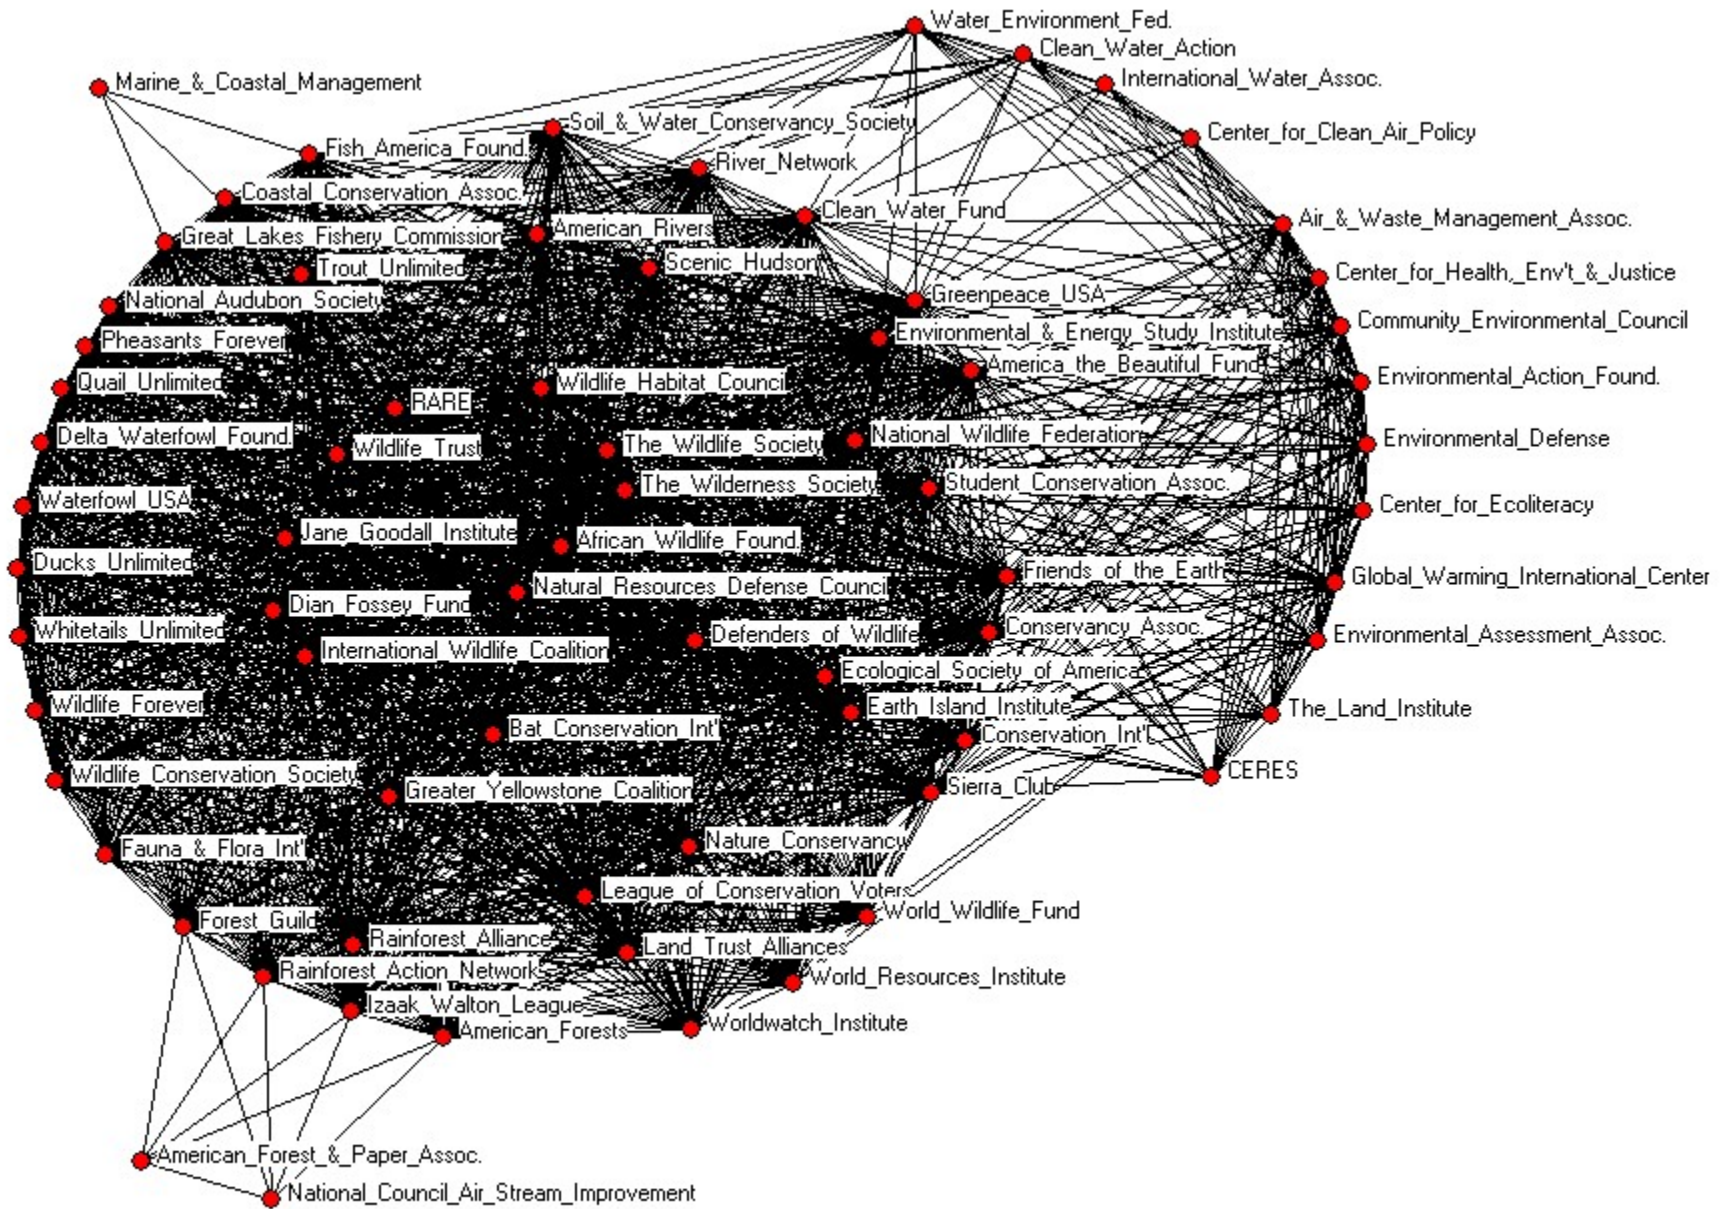 Water_Environment_Fed.
Clean_Water_Action
International_Water_Assoc.
Marine_&_Coastal_Management
Soil_&_Water_Conservancy_Society
Center_for_Clean_Air_Policy
Fish_America_Found.
River_Network
Coastal_Conservation_Assoc.
Clean_Water_Fund
Air_&_Waste_Management_Assoc.
American_Rivers
Great_Lakes_Fishery_Commission
Scenic_Hudson
Trout_Unlimited
Center_for_Health,_Env't_&_Justice
Greenpeace_USA
National_Audubon_Society
Community_Environmental_Council
Environmental_&_Energy_Study_Institute
Pheasants_Forever
America_the_Beautiful_Fund
Environmental_Action_Found.
Quail_Unlimited
Wildlife_Habitat_Council
RARE
National_Wildlife_Federation
Environmental_Defense
Delta_Waterfowl_Found.
The_Wildlife_Society
Wildlife_Trust
Student_Conservation_Assoc.
The_Wilderness_Society
Waterfowl_USA
Center_for_Ecoliteracy
Jane_Goodall_Institute
African_Wildlife_Found.
Ducks_Unlimited
Friends_of_the_Earth
Global_Warming_International_Center
Natural_Resources_Defense_Council
Dian_Fossey_Fund
Conservancy_Assoc.
Whitetails_Unlimited
Defenders_of_Wildlife
Environmental_Assessment_Assoc.
International_Wildlife_Coalition
Ecological_Society_of_America
Wildlife_Forever
Earth_Island_Institute
The_Land_Institute
Bat_Conservation_Int'l
Conservation_Int'l
Wildlife_Conservation_Society
CERES
Greater_Yellowstone_Coalition
Sierra_Club
Fauna_&_Flora_Int'l
Nature_Conservancy
League_of_Conservation_Voters
World_Wildlife_Fund
Forest_Guild
Rainforest_Alliance
Land_Trust_Alliances
Rainforest_Action_Network
World_Resources_Institute
Izaak_Walton_League
American_Forests
Worldwatch_Institute
American_Forest_&_Paper_Assoc.
National_Council_Air_Stream_Improvement